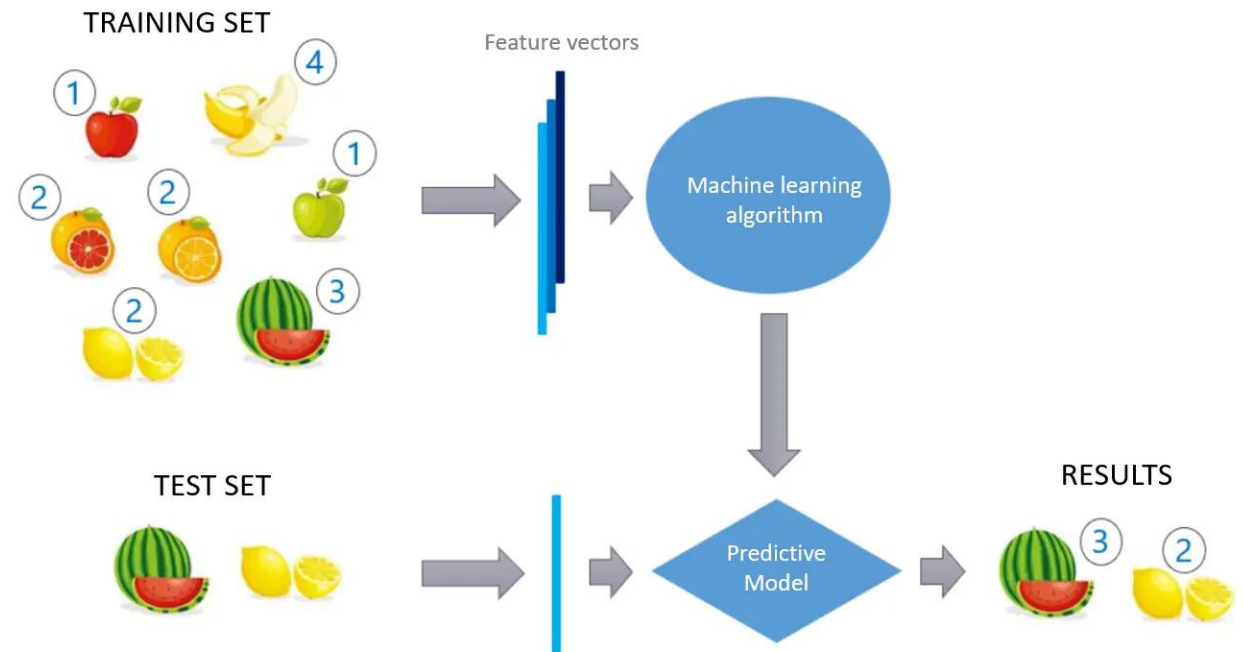 TRAINING SET
Feature vectors
4
1
1
2
2
Machine learning
algorithm
3
2
TEST SET
RESULTS
3
2
Predictive
Model